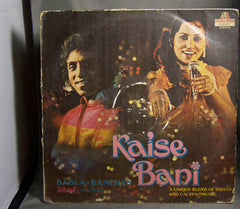 Kaise
Bani
BABLA & KANCHAN
A UNIQUE BLEND OF INDIAN
AND CALYPSO MUSIC